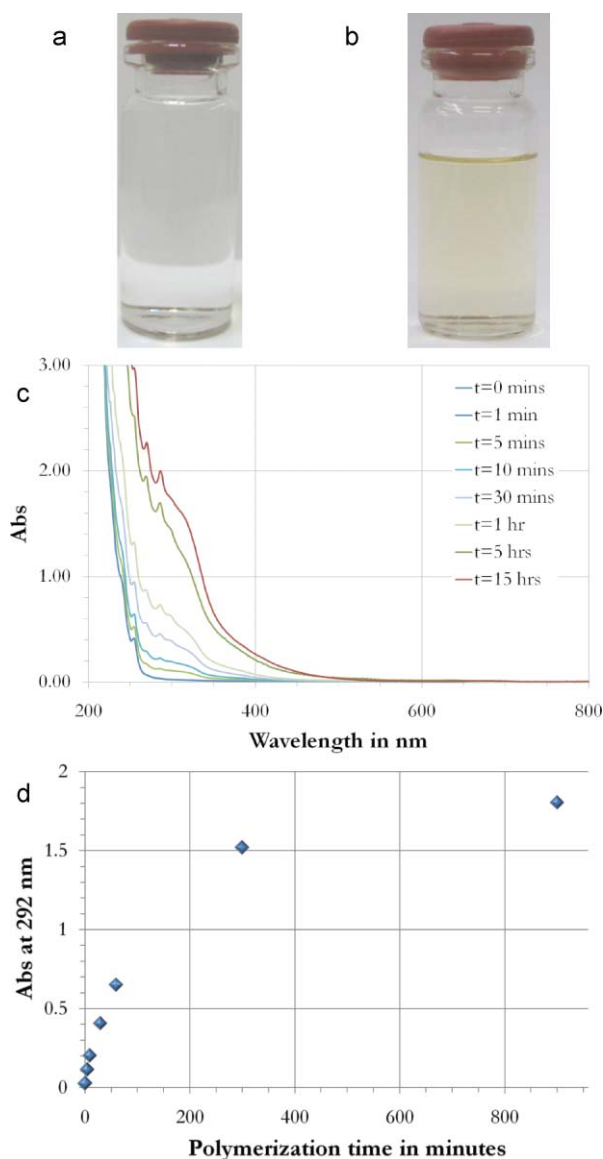 a
b
c
3.00
2.00
1.00
0.00
Abs
t=0 mins
t=1 min
t=5 mins
t=10 mins
t=30 mins
t=1 hr
t=5 hrs
t=15 hrs
200
400
600
800
Wavelength in nm
d
2
1.5
1
0.5
0
Abs at 292 nm
0
200
400
600
800
Polymerization time in minutes